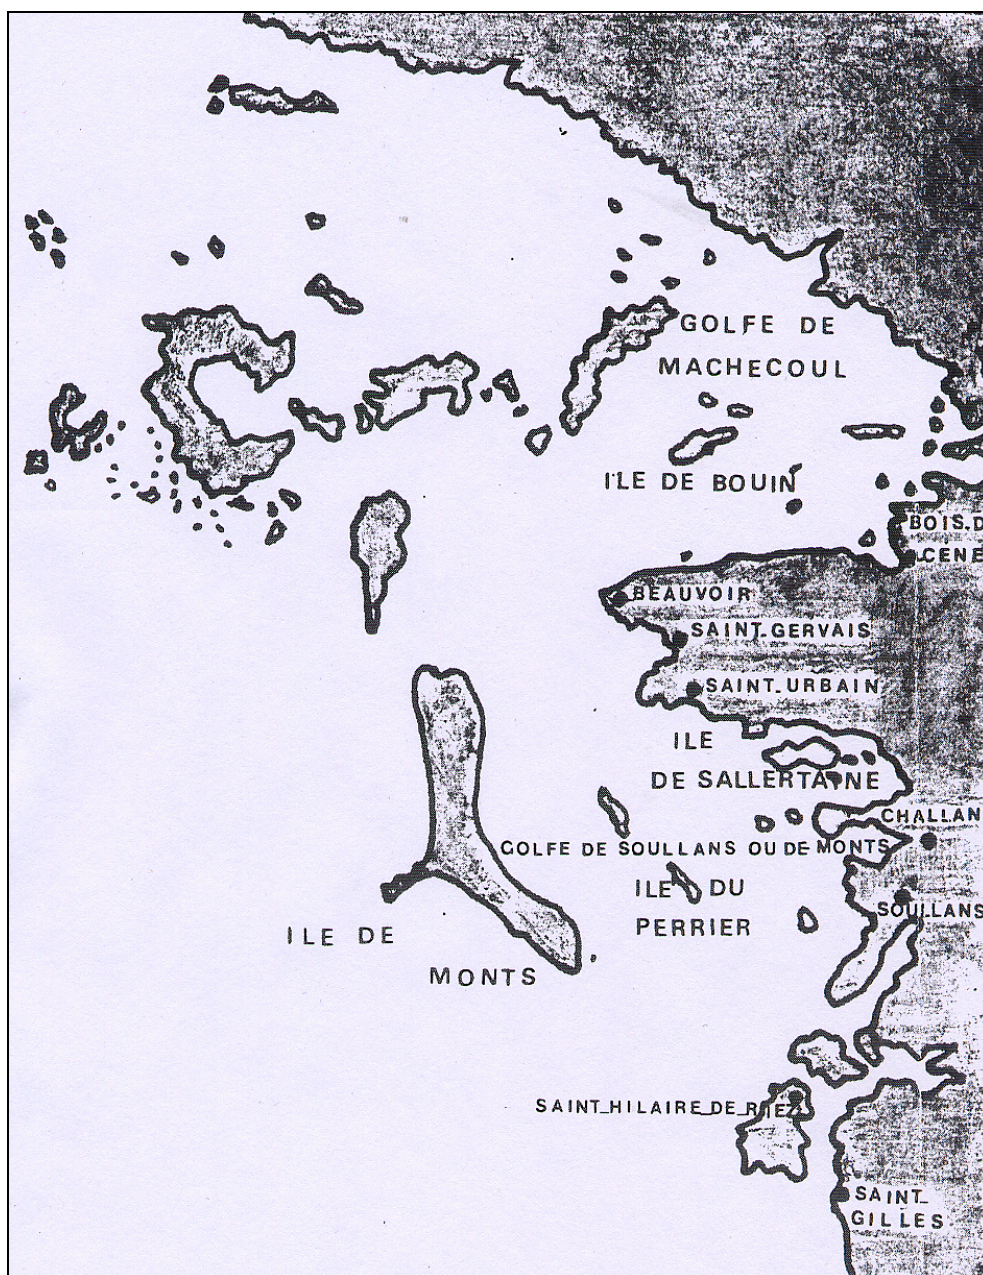 GOLFE DE
MACHECOUL
ILE DE BOUIN
BOIS.D
CENE
BEAUVOIR
SAINT_GERVAIS
SAINT_URBAIN
ILE
DE SALLERTAINE
CHALLAN
GOLFE DE SOULLANS OU DE MONTS
ILE DU
PERRIER
SOULLANS
ILE DE
MONTS
SAINT_HILAIRE_DE_RIEZ
SAINT_
GILLES